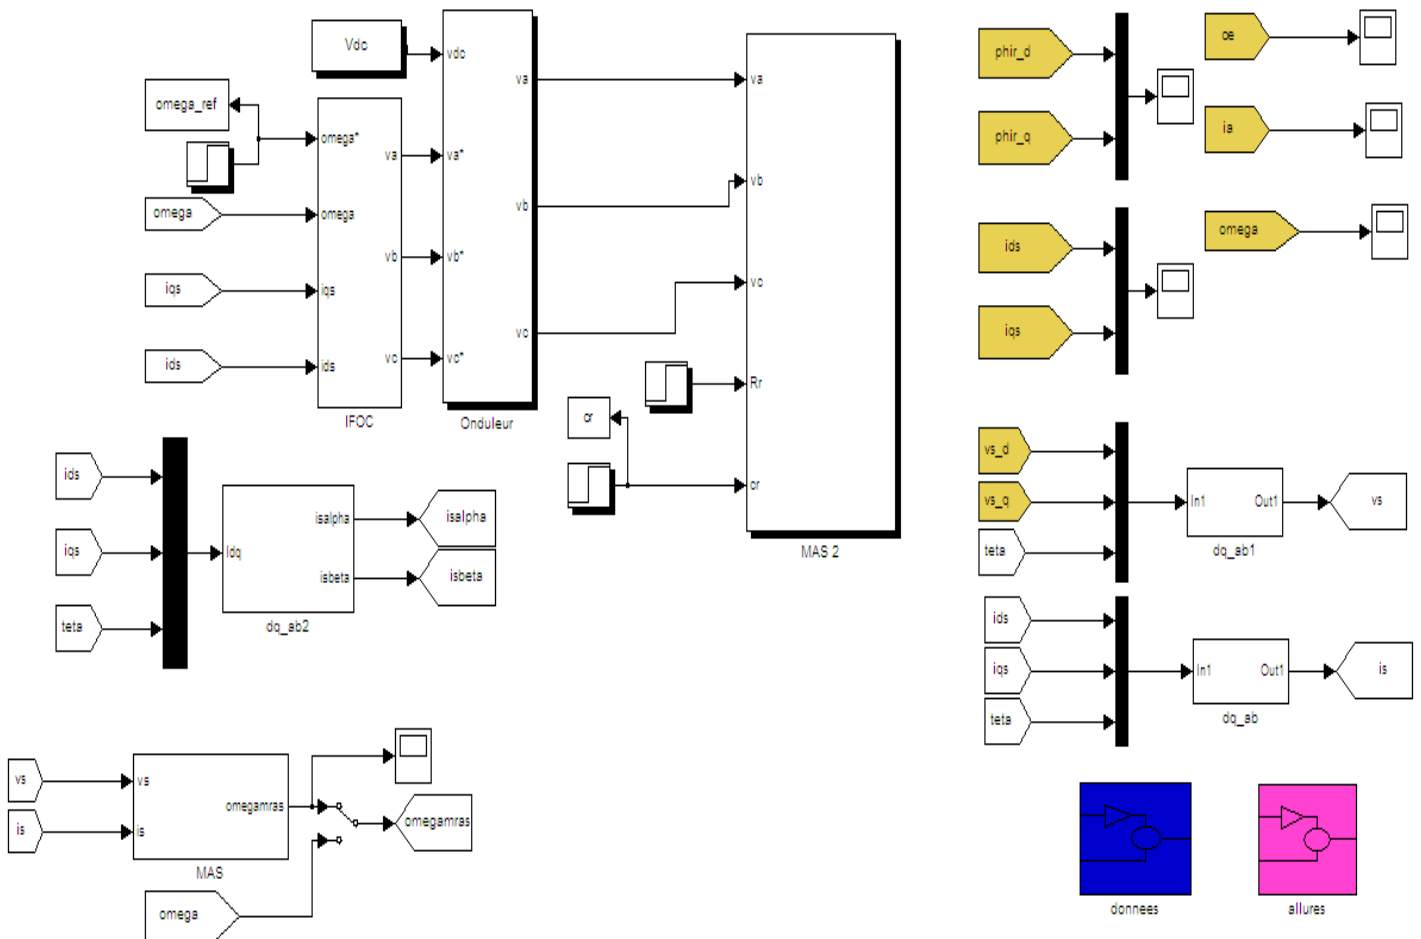 Vdc
vdc
va
va*
vb
vb*
vc
vc*
Onduleur
omega_ref
omega*
omega
iqs
ids
va
vb
vc
IFOC
omega
iqs
ids
va
vb
vc
Rr
cr
MAS 2
cr
phir_d
phir_q
ce
ia
omega
ids
iqs
ids
iqs
teta
Idq
isalpha
isbeta
dq_ab2
isalpha
isbeta
vs_d
vs_q
teta
In1
Out1
dq_ab1
vs
ids
iqs
teta
In1
Out1
dq_ab
is
vs
is
vs
is
omegamras
MAS
omegamras
omega
donnees
allures